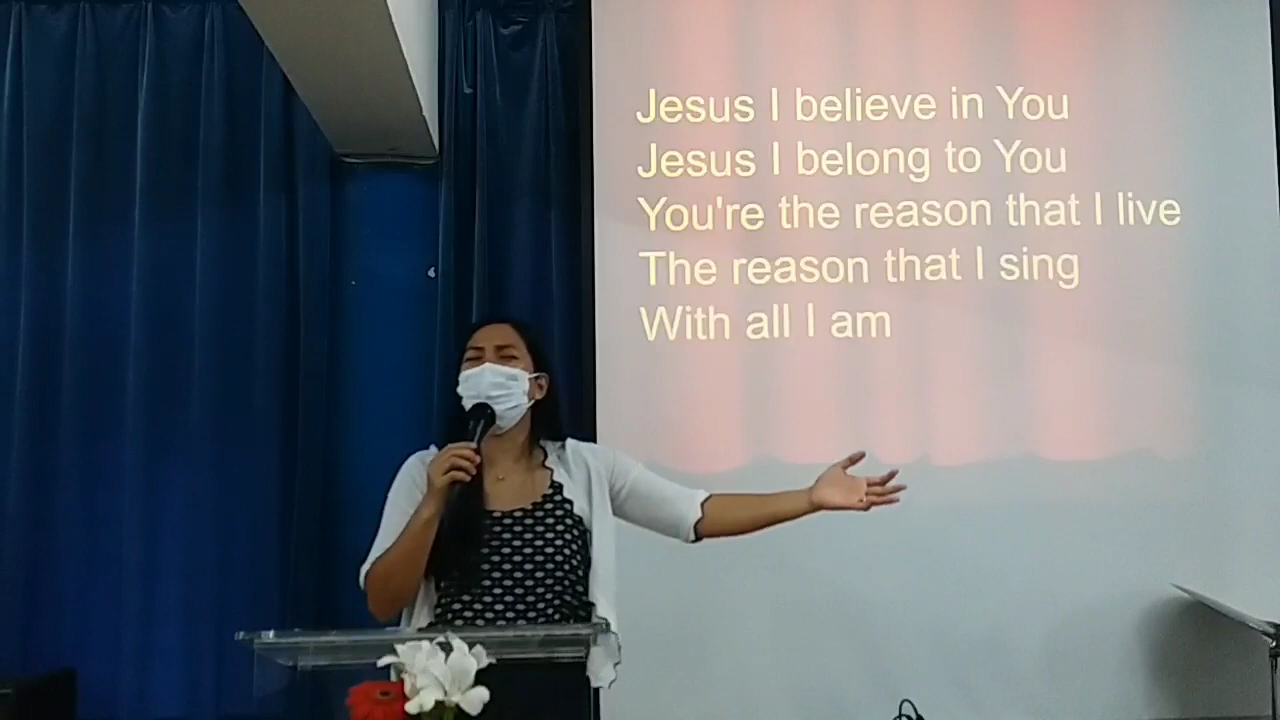 Jesus I believe in You
Jesus I belong to You
You're the reason that I live
The reason that I sing
With all I am